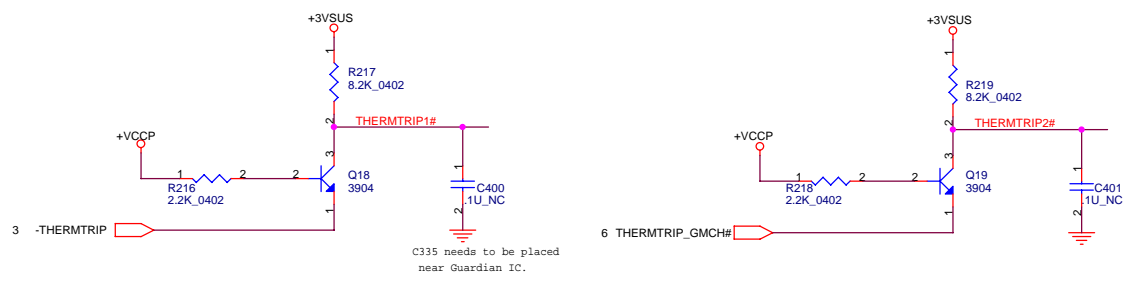 +3VSUS
1
R217
8.2K_0402
2
THERMTRIP1#
+VCCP
1
R216
2.2K_0402
2
2
3
Q18
3904
1
1
C400
.1U_NC
2
3 -THERMTRIP
C335 needs to be placed
near Guardian IC.
+3VSUS
1
R219
8.2K_0402
2
THERMTRIP2#
+VCCP
1
R218
2.2K_0402
2
2
3
Q19
3904
1
1
C401
.1U_NC
2
6 THERMTRIP_GMCH#